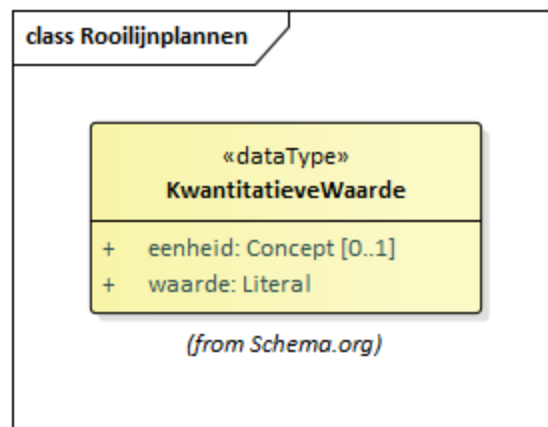 class Rooilijnplannen
«dataType»
KwantitatieveWaarde
+ eenheid: Concept [0..1]
+ waarde: Literal
(from Schema.org)